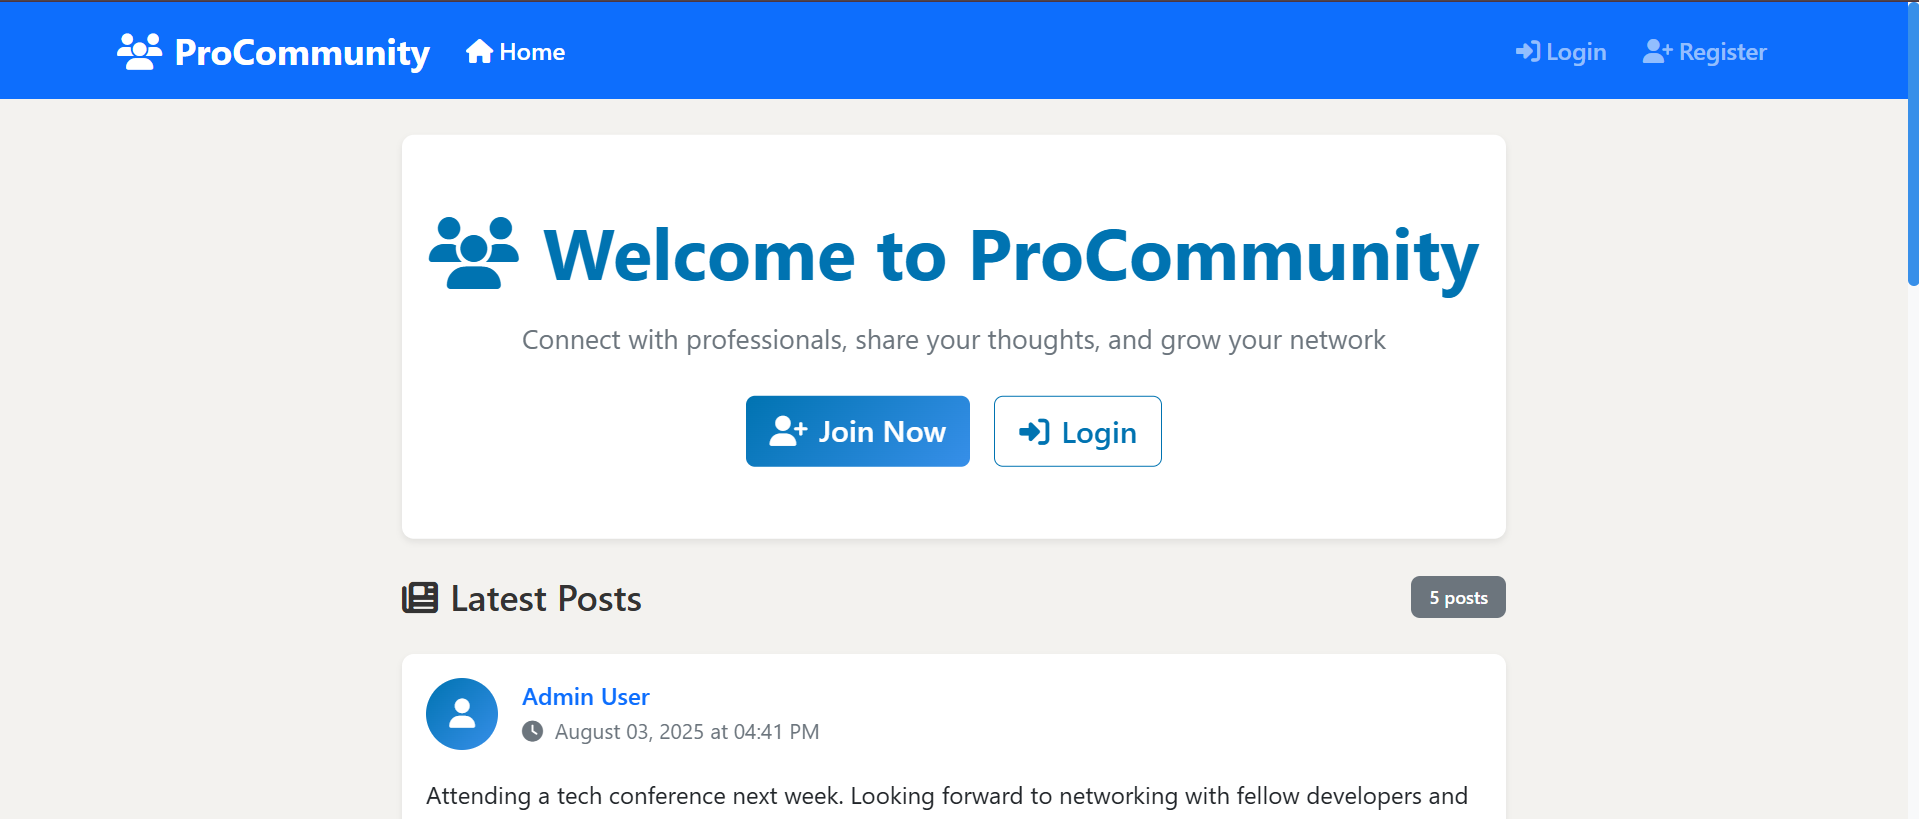 ProCommunity Home Login Register
Welcome to ProCommunity
Connect with professionals, share your thoughts, and grow your network
Join Now Login
Latest Posts 5 posts
Admin User
August 03, 2025 at 04:41 PM
Attending a tech conference next week. Looking forward to networking with fellow developers and